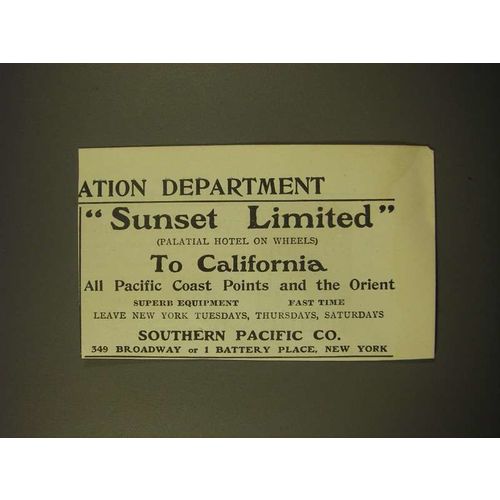 ATION DEPARTMENT
"Sunset Limited"
(PALATIAL HOTEL ON WHEELS)
To California
All Pacific Coast Points and the Orient
SUPERB EQUIPMENT FAST TIME
LEAVE NEW YORK TUESDAYS, THURSDAYS, SATURDAYS
SOUTHERN PACIFIC CO.
349 BROADWAY or 1 BATTERY PLACE, NEW YORK